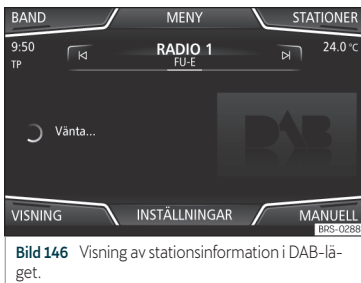 BAND MENY STATIONER
9:50 RADIO 1 24.0 °C
TP FU-E
Vänta...
DAB
VISNING INSTÄLLNINGAR MANUELL
BRS-0288
Bild 146 Visning av stationsinformation i DAB-lä-
get.